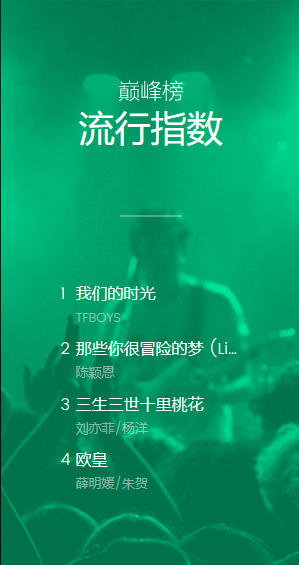 巅峰榜
流行指数
1 我们的时光
TFBOYS
2 那些你很冒险的梦 (Li...
陈颖恩
3 三生三世十里桃花
刘亦菲/杨洋
4 欧皇
薛明媛/朱贺